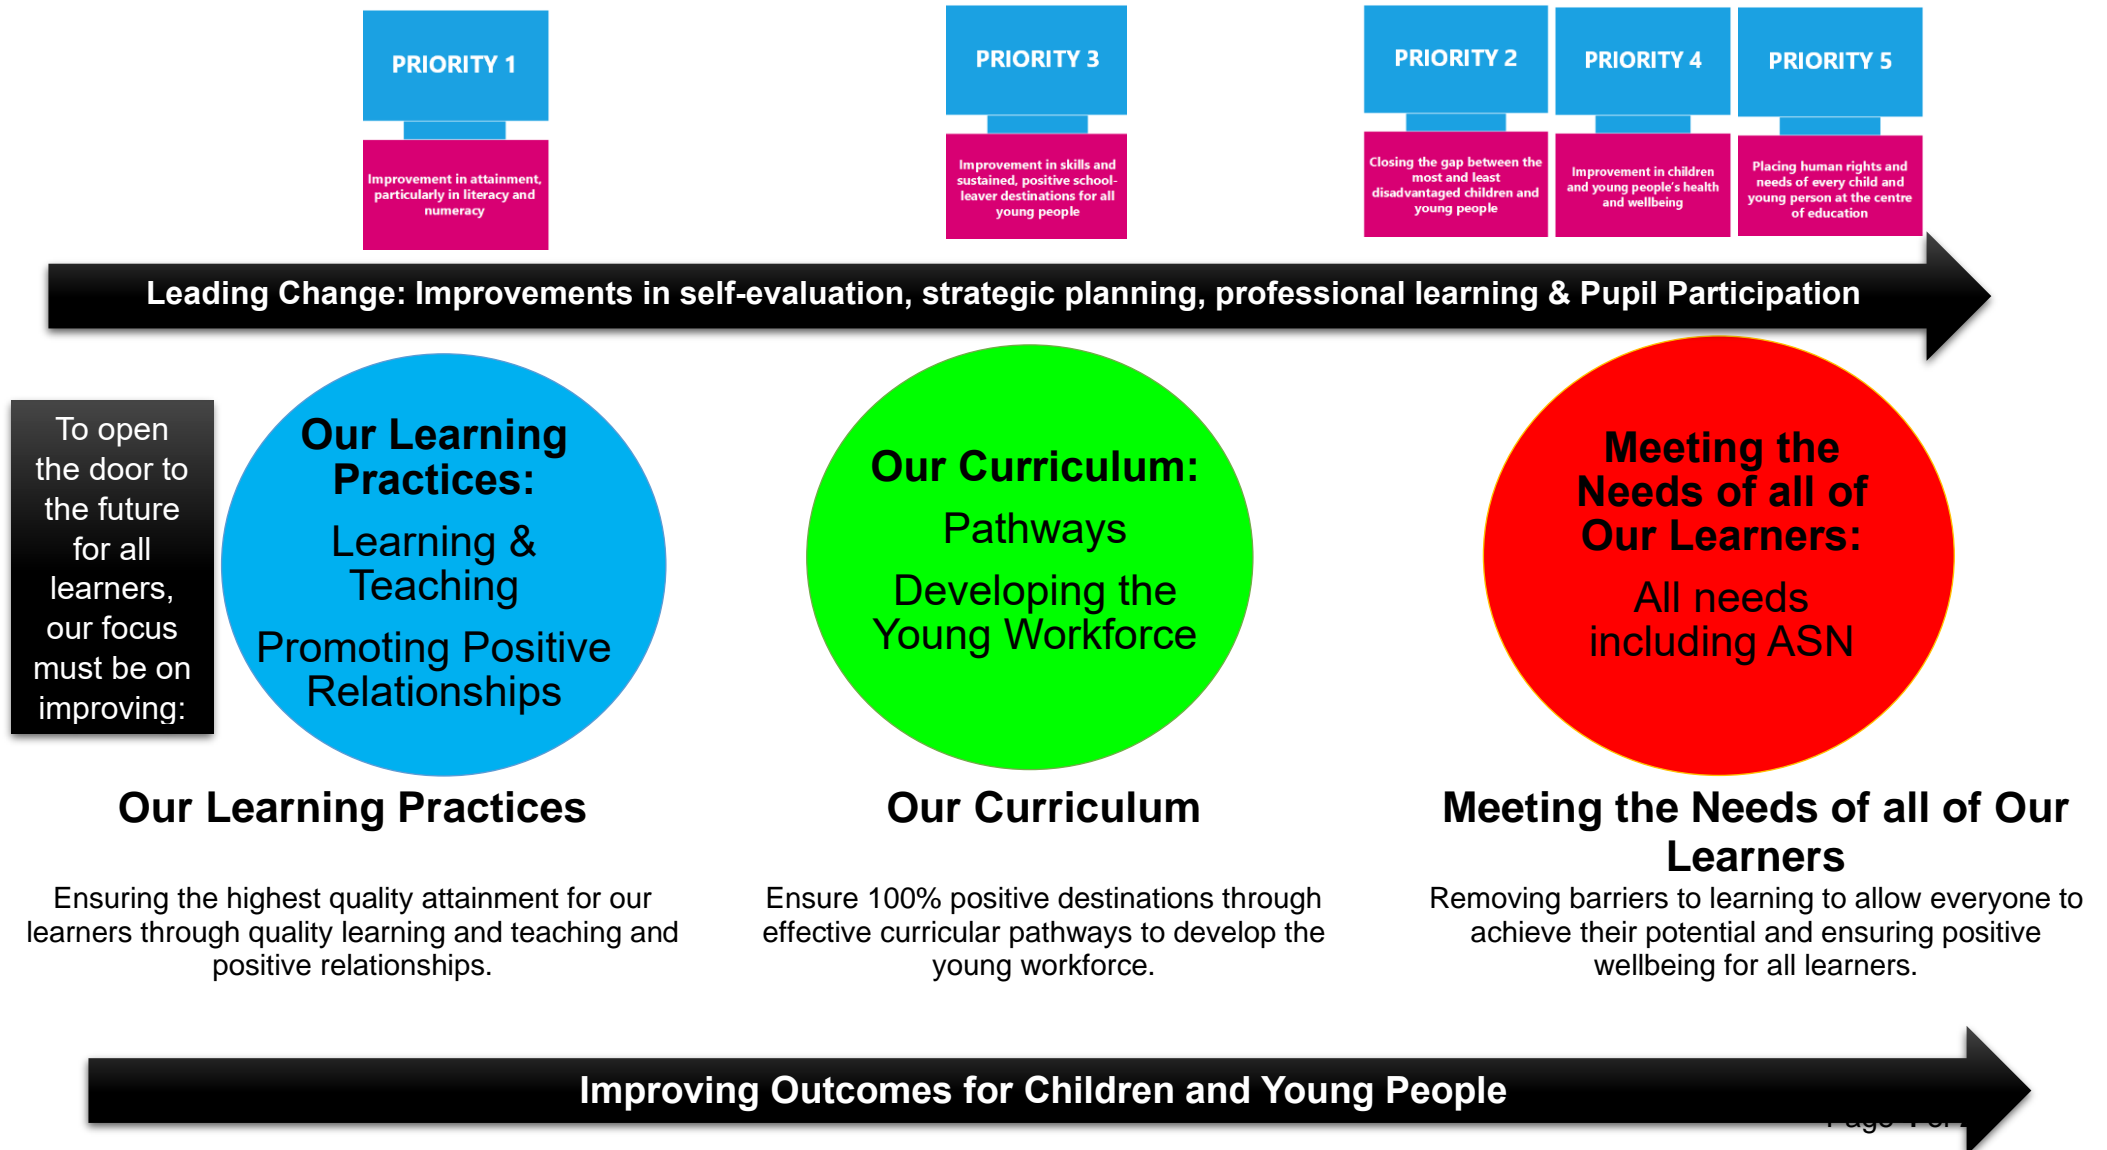 PRIORITY 1
Improvement in attainment,
particularly in literacy and
numeracy
PRIORITY 3
Improvement in skills and
sustained, positive school-
leaver destinations for all
young people
PRIORITY 2
Closing the gap between the
most and least
disadvantaged children and
young people
PRIORITY 4
Improvement in children
and young people's health
and wellbeing
PRIORITY 5
Placing human rights and
needs of every child and
young person at the centre
of education
Leading Change: Improvements in self-evaluation, strategic planning, professional learning & Pupil Participation
To open
the door to
the future
for all
learners,
our focus
must be on
improving:
Our Learning
Practices:
Learning &
Teaching
Promoting Positive
Relationships
Our Curriculum:
Pathways
Developing the
Young Workforce
Meeting the
Needs of all of
Our Learners:
All needs
including ASN
Our Learning Practices
Ensuring the highest quality attainment for our
learners through quality learning and teaching and
positive relationships.
Our Curriculum
Ensure 100% positive destinations through
effective curricular pathways to develop the
young workforce.
Meeting the Needs of all of Our
Learners
Removing barriers to learning to allow everyone to
achieve their potential and ensuring positive
wellbeing for all learners.
Improving Outcomes for Children and Young People